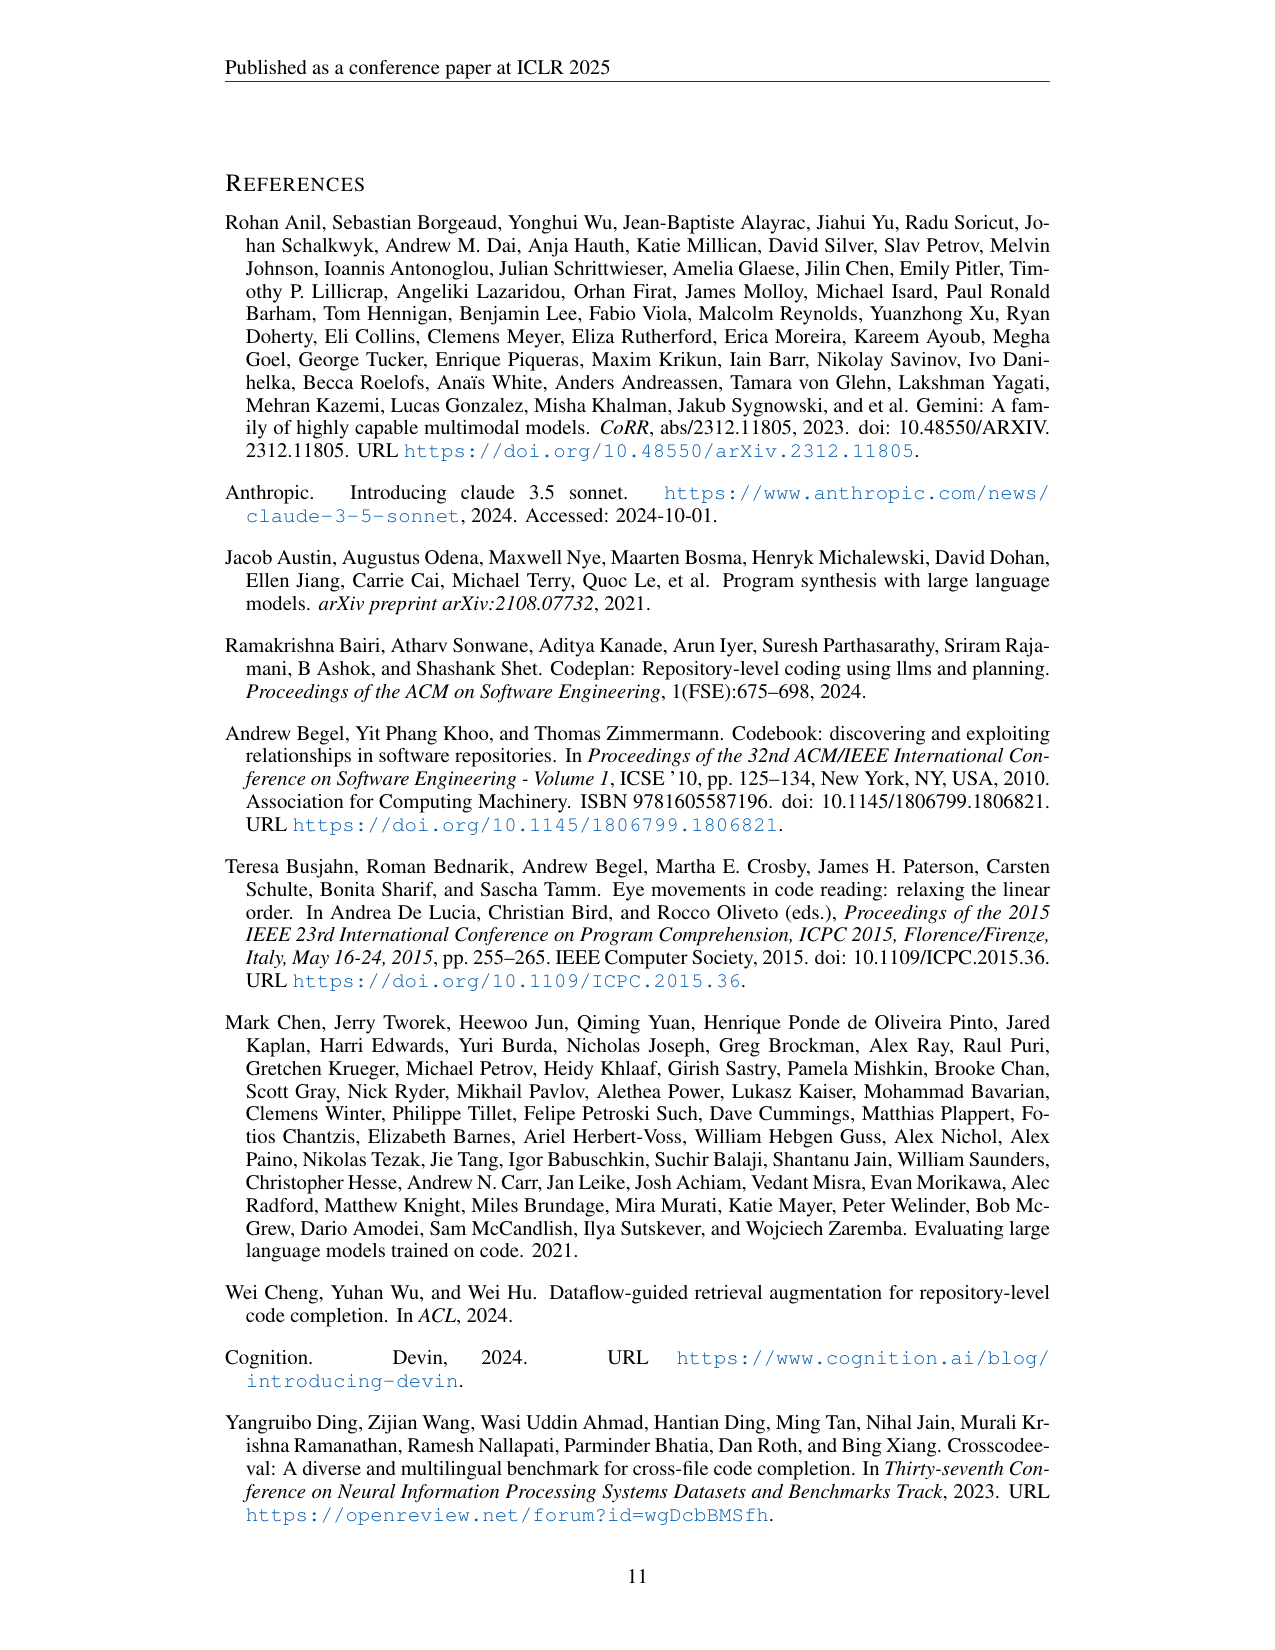 Published as a conference paper at ICLR 2025
REFERENCES
Rohan Anil, Sebastian Borgeaud, Yonghui Wu, Jean-Baptiste Alayrac, Jiahui Yu, Radu Soricut, Jo-
han Schalkwyk, Andrew M. Dai, Anja Hauth, Katie Millican, David Silver, Slav Petrov, Melvin
Johnson, Ioannis Antonoglou, Julian Schrittwieser, Amelia Glaese, Jilin Chen, Emily Pitler, Tim-
othy P. Lillicrap, Angeliki Lazaridou, Orhan Firat, James Molloy, Michael Isard, Paul Ronald
Barham, Tom Hennigan, Benjamin Lee, Fabio Viola, Malcolm Reynolds, Yuanzhong Xu, Ryan
Doherty, Eli Collins, Clemens Meyer, Eliza Rutherford, Erica Moreira, Kareem Ayoub, Megha
Goel, George Tucker, Enrique Piqueras, Maxim Krikun, Iain Barr, Nikolay Savinov, Ivo Dani-
helka, Becca Roelofs, Anaïs White, Anders Andreassen, Tamara von Glehn, Lakshman Yagati,
Mehran Kazemi, Lucas Gonzalez, Misha Khalman, Jakub Sygnowski, and et al. Gemini: A fam-
ily of highly capable multimodal models. CoRR, abs/2312.11805, 2023. doi: 10.48550/ARXIV.
2312.11805. URL https://doi.org/10.48550/arXiv.2312.11805.
Anthropic. Introducing claude 3.5 sonnet. https://www.anthropic.com/news/
claude-3-5-sonnet, 2024. Accessed: 2024-10-01.
Jacob Austin, Augustus Odena, Maxwell Nye, Maarten Bosma, Henryk Michalewski, David Dohan,
Ellen Jiang, Carrie Cai, Michael Terry, Quoc Le, et al. Program synthesis with large language
models. arXiv preprint arXiv:2108.07732, 2021.
Ramakrishna Bairi, Atharv Sonwane, Aditya Kanade, Arun Iyer, Suresh Parthasarathy, Sriram Raja-
mani, B Ashok, and Shashank Shet. Codeplan: Repository-level coding using llms and planning.
Proceedings of the ACM on Software Engineering, 1(FSE):675–698, 2024.
Andrew Begel, Yit Phang Khoo, and Thomas Zimmermann. Codebook: discovering and exploiting
relationships in software repositories. In Proceedings of the 32nd ACM/IEEE International Con-
ference on Software Engineering - Volume 1, ICSE ’10, pp. 125–134, New York, NY, USA, 2010.
Association for Computing Machinery. ISBN 9781605587196. doi: 10.1145/1806799.1806821.
URL https://doi.org/10.1145/1806799.1806821.
Teresa Busjahn, Roman Bednarik, Andrew Begel, Martha E. Crosby, James H. Paterson, Carsten
Schulte, Bonita Sharif, and Sascha Tamm. Eye movements in code reading: relaxing the linear
order. In Andrea De Lucia, Christian Bird, and Rocco Oliveto (eds.), Proceedings of the 2015
IEEE 23rd International Conference on Program Comprehension, ICPC 2015, Florence/Firenze,
Italy, May 16-24, 2015, pp. 255–265. IEEE Computer Society, 2015. doi: 10.1109/ICPC.2015.36.
URL https://doi.org/10.1109/ICPC.2015.36.
Mark Chen, Jerry Tworek, Heewoo Jun, Qiming Yuan, Henrique Ponde de Oliveira Pinto, Jared
Kaplan, Harri Edwards, Yuri Burda, Nicholas Joseph, Greg Brockman, Alex Ray, Raul Puri,
Gretchen Krueger, Michael Petrov, Heidy Khlaaf, Girish Sastry, Pamela Mishkin, Brooke Chan,
Scott Gray, Nick Ryder, Mikhail Pavlov, Alethea Power, Lukasz Kaiser, Mohammad Bavarian,
Clemens Winter, Philippe Tillet, Felipe Petroski Such, Dave Cummings, Matthias Plappert, Fo-
tios Chantzis, Elizabeth Barnes, Ariel Herbert-Voss, William Hebgen Guss, Alex Nichol, Alex
Paino, Nikolas Tezak, Jie Tang, Igor Babuschkin, Suchir Balaji, Shantanu Jain, William Saunders,
Christopher Hesse, Andrew N. Carr, Jan Leike, Josh Achiam, Vedant Misra, Evan Morikawa, Alec
Radford, Matthew Knight, Miles Brundage, Mira Murati, Katie Mayer, Peter Welinder, Bob Mc-
Grew, Dario Amodei, Sam McCandlish, Ilya Sutskever, and Wojciech Zaremba. Evaluating large
language models trained on code. 2021.
Wei Cheng, Yuhan Wu, and Wei Hu. Dataflow-guided retrieval augmentation for repository-level
code completion. In ACL, 2024.
Cognition. Devin, 2024. URL https://www.cognition.ai/blog/
introducing-devin.
Yangruibo Ding, Zijian Wang, Wasi Uddin Ahmad, Hantian Ding, Ming Tan, Nihal Jain, Murali Kr-
ishna Ramanathan, Ramesh Nallapati, Parminder Bhatia, Dan Roth, and Bing Xiang. Crosscodee-
val: A diverse and multilingual benchmark for cross-file code completion. In Thirty-seventh Con-
ference on Neural Information Processing Systems Datasets and Benchmarks Track, 2023. URL
https://openreview.net/forum?id=wgDcbBMSfh.
11